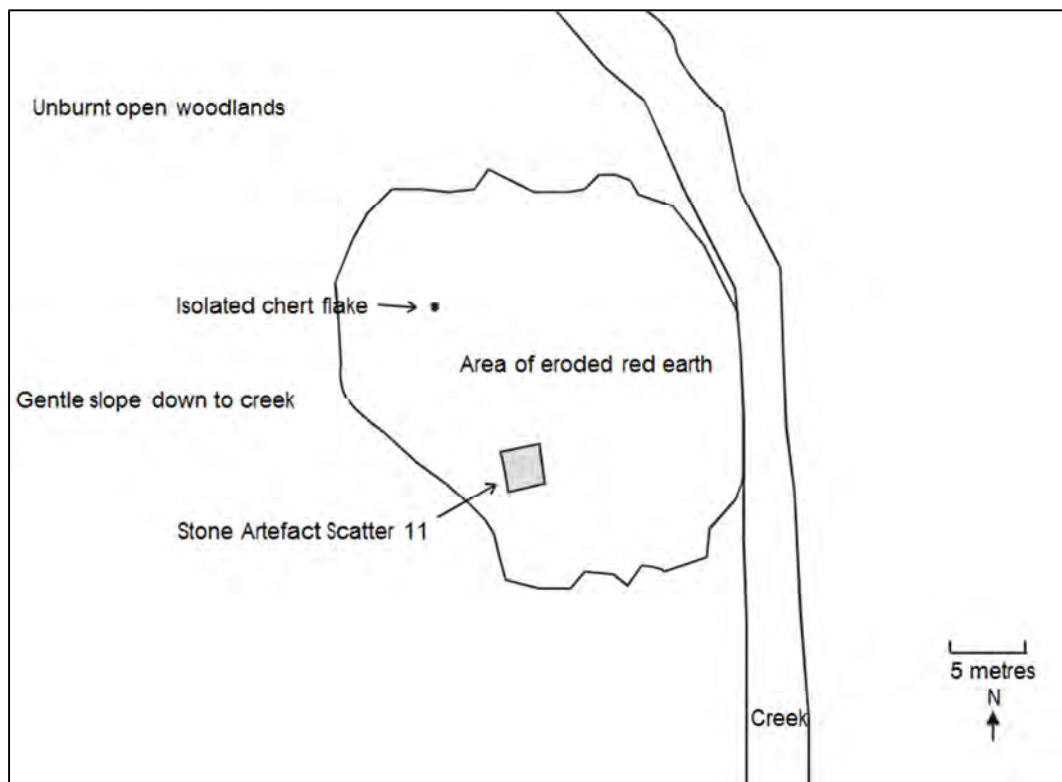 Unburnt open woodlands
Isolated chert flake
Area of eroded red earth
Gentle slope down to creek
Stone Artefact Scatter 11
5 metres
N
Creek